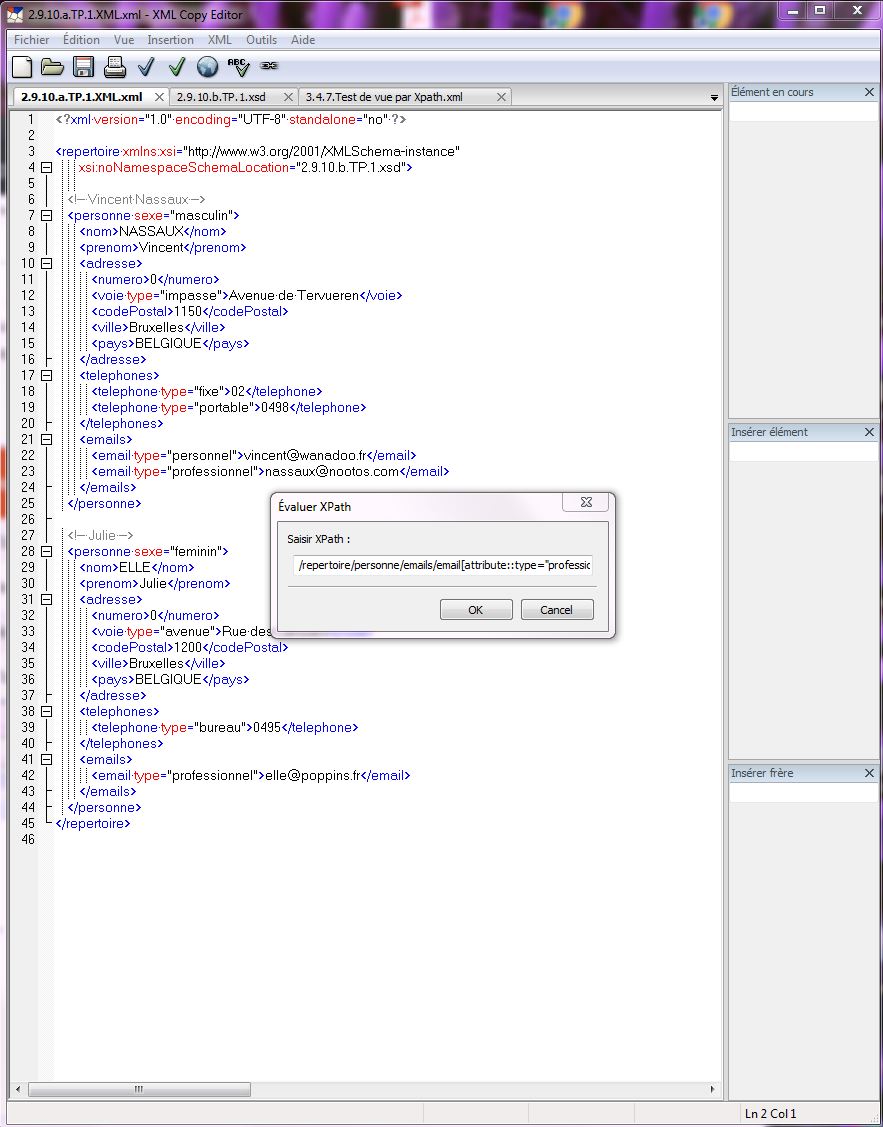 2.9.10.a.TP.1.XML.xml - XML Copy Editor
Fichier Édition Vue Insertion XML Outils Aide
ABC
2.9.10.a.TP.1.XML.xml 2.9.10.b.TP.1.xsd 3.4.7.Test de vue par Xpath.xml
Élément en cours
1 <?xml·version="1.0"·encoding="UTF-8"·standalone="no"·?>
2
3 <repertoire·xmlns:xsi="http://www.w3.org/2001/XMLSchema-instance"
4 xsi:noNamespaceSchemaLocation="2.9.10.b.TP.1.xsd">
5
6 <!--·Vincent·Nassaux·-->
7 <personne·sexe="masculin">
8 <nom>NASSAUX</nom>
9 <prenom>Vincent</prenom>
10 <adresse>
11 <numero>0</numero>
12 <voie·type="impasse">Avenue·de·Tervueren</voie>
13 <codePostal>1150</codePostal>
14 <ville>Bruxelles</ville>
15 <pays>BELGIQUE</pays>
16 </adresse>
17 <telephones>
18 <telephone·type="fixe">02</telephone>
19 <telephone·type="portable">0498</telephone>
20 </telephones>
21 <emails>
22 <email·type="personnel">vincent@wanadoo.fr</email>
23 <email·type="professionnel">nassaux@nootos.com</email>
24 </emails>
25 </personne>
26
27 <!--·Julie·-->
28 <personne·sexe="feminin">
29 <nom>ELLE</nom>
30 <prenom>Julie</prenom>
31 <adresse>
32 <numero>0</numero>
33 <voie·type="avenue">Rue·des
34 <codePostal>1200</codePostal>
35 <ville>Bruxelles</ville>
36 <pays>BELGIQUE</pays>
37 </adresse>
38 <telephones>
39 <telephone·type="bureau">0495</telephone>
40 </telephones>
41 <emails>
42 <email·type="professionnel">elle@poppins.fr</email>
43 </emails>
44 </personne>
45 </repertoire>
46
Évaluer XPath
Saisir XPath :
/repertoire/personne/emails/email[attribute::type="professic
OK Cancel
Insérer élément
Insérer frère
Ln 2 Col 1